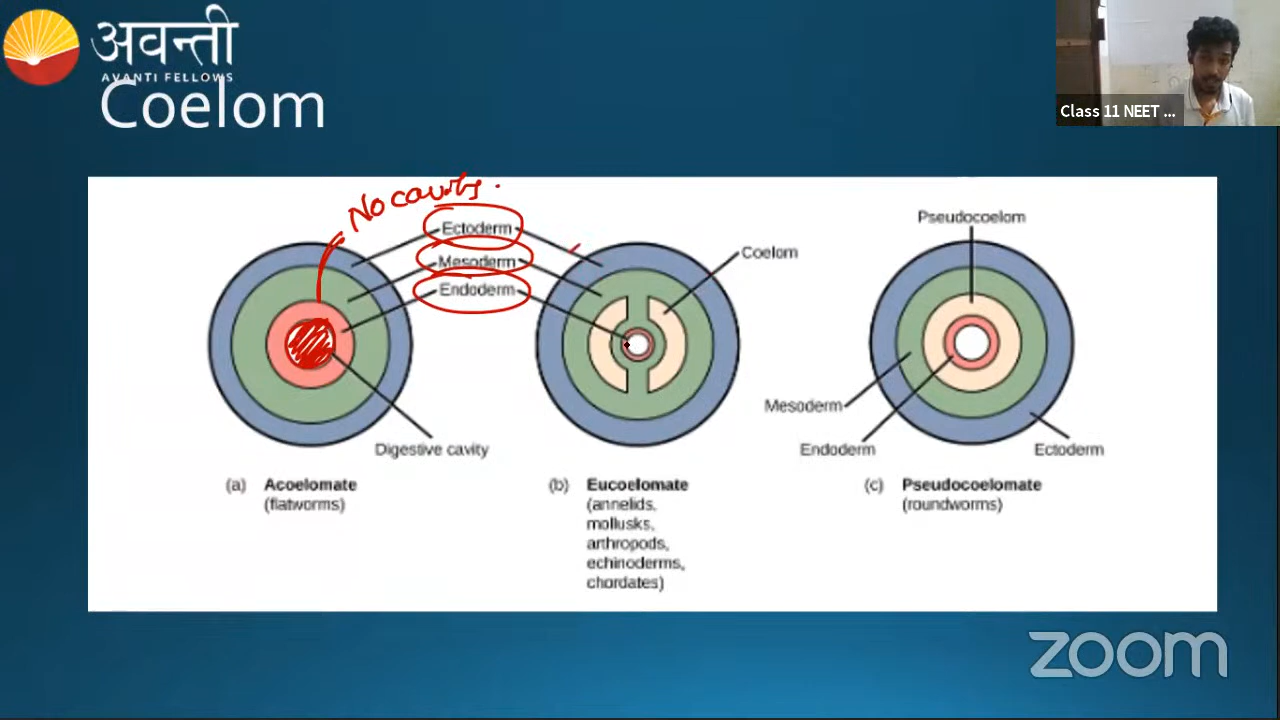 अवन्ती
AVANTI FELLOWS
Coelom
Class 11 NEET ...
No cavity.
Ectoderm
Mesoderm
Endoderm
Digestive cavity
(a) Acoelomate
(flatworms)
Coelom
(b) Eucoelomate
(annelids,
mollusks,
arthropods,
echinoderms,
chordates)
Pseudocoelom
Mesoderm
Endoderm
Ectoderm
(c) Pseudocoelomate
(roundworms)
zoom